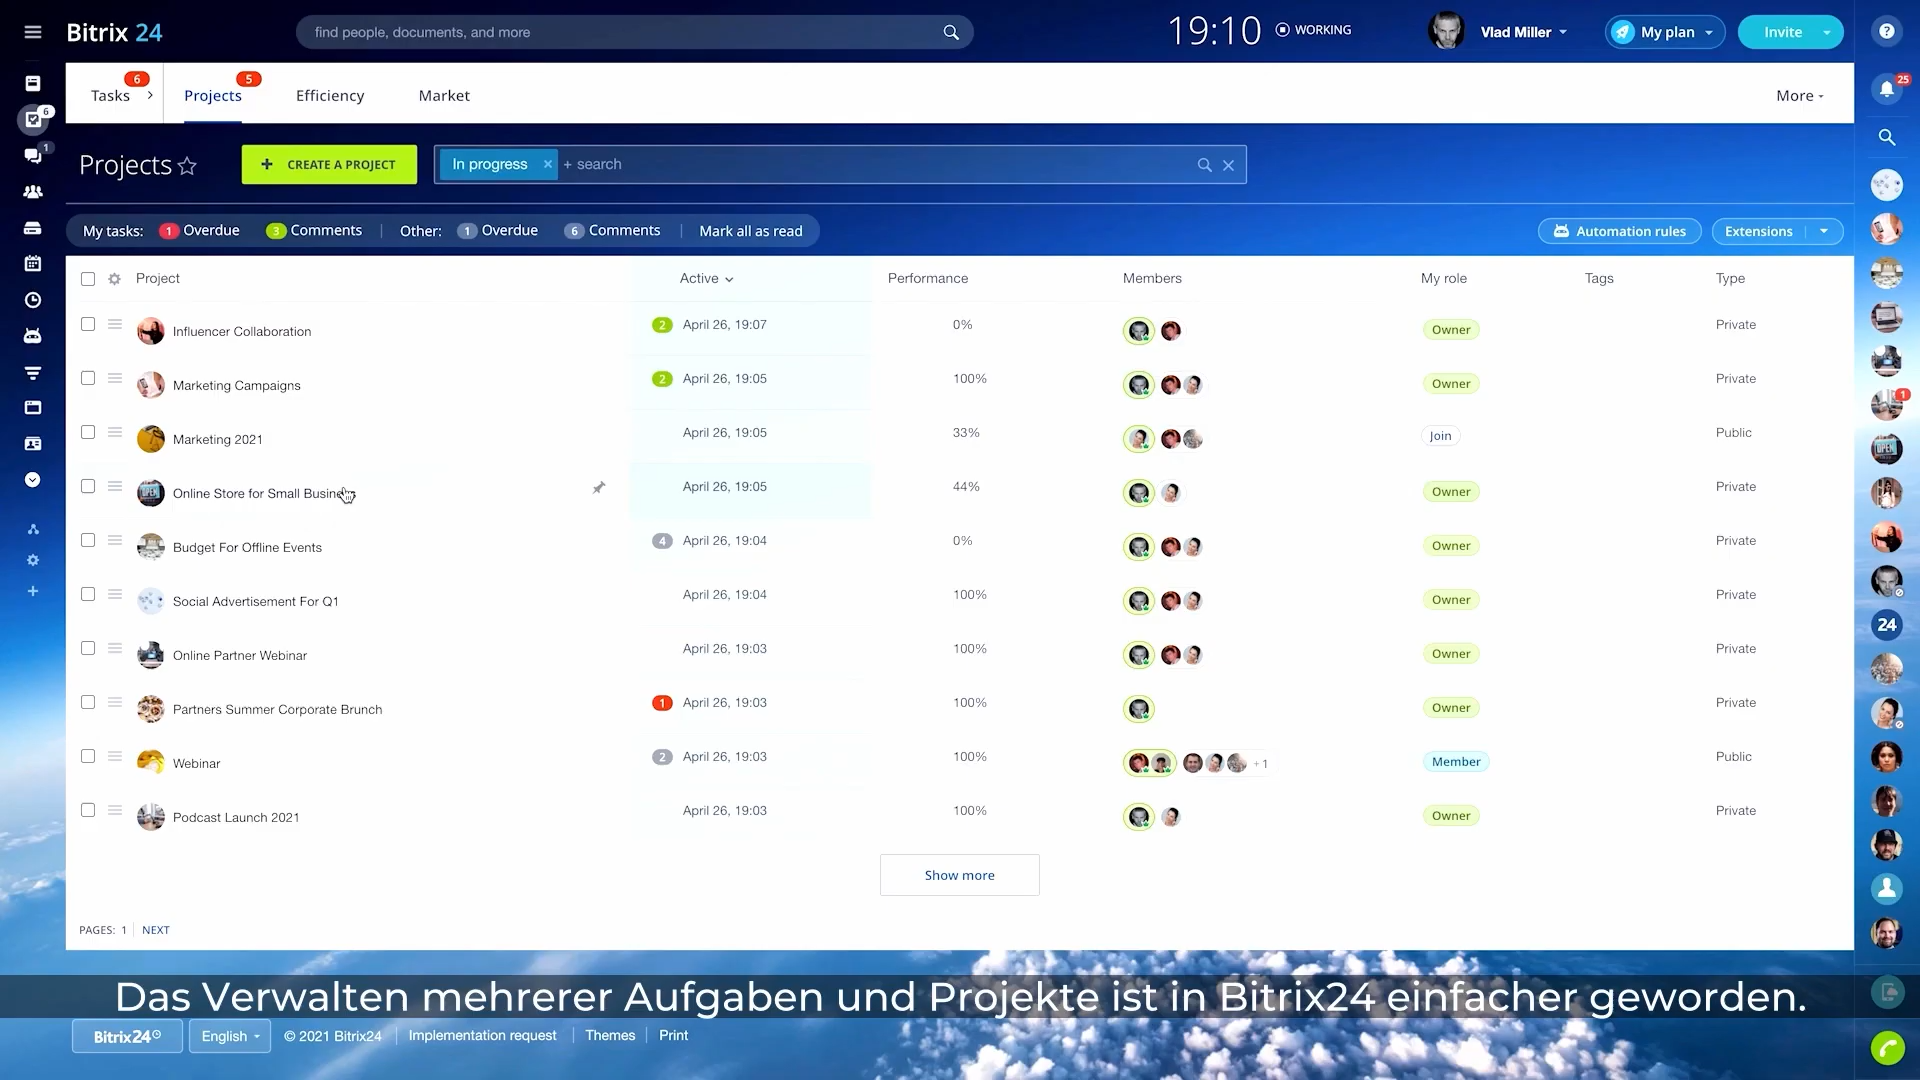 Bitrix 24
find people, documents, and more
19:10
WORKING
Vlad Miller
My plan
Invite
?
25
6
1
Tasks
6
Projects
5
Efficiency
Market
More
Projects
+ CREATE A PROJECT
In progress ×
+ search
My tasks:
1 Overdue
3 Comments
Other:
1 Overdue
6 Comments
Mark all as read
Automation rules
Extensions
Project
Active
Performance
Members
My role
Tags
Type
Influencer Collaboration
2 April 26, 19:07
0%
Owner
Private
Marketing Campaigns
2 April 26, 19:05
100%
Owner
Private
Marketing 2021
April 26, 19:05
33%
Join
Public
1
Online Store for Small Busin
April 26, 19:05
44%
Owner
Private
Budget For Offline Events
4 April 26, 19:04
0%
Owner
Private
Social Advertisement For Q1
April 26, 19:04
100%
Owner
Private
24
Online Partner Webinar
April 26, 19:03
100%
Owner
Private
Partners Summer Corporate Brunch
1 April 26, 19:03
100%
Owner
Private
Webinar
2 April 26, 19:03
100%
+ 1
Member
Public
Podcast Launch 2021
April 26, 19:03
100%
Owner
Private
Show more
PAGES: 1
NEXT
Das Verwalten mehrerer Aufgaben und Projekte ist in Bitrix24 einfacher geworden.
Bitrix24
English
© 2021 Bitrix24
Implementation request
Themes
Print